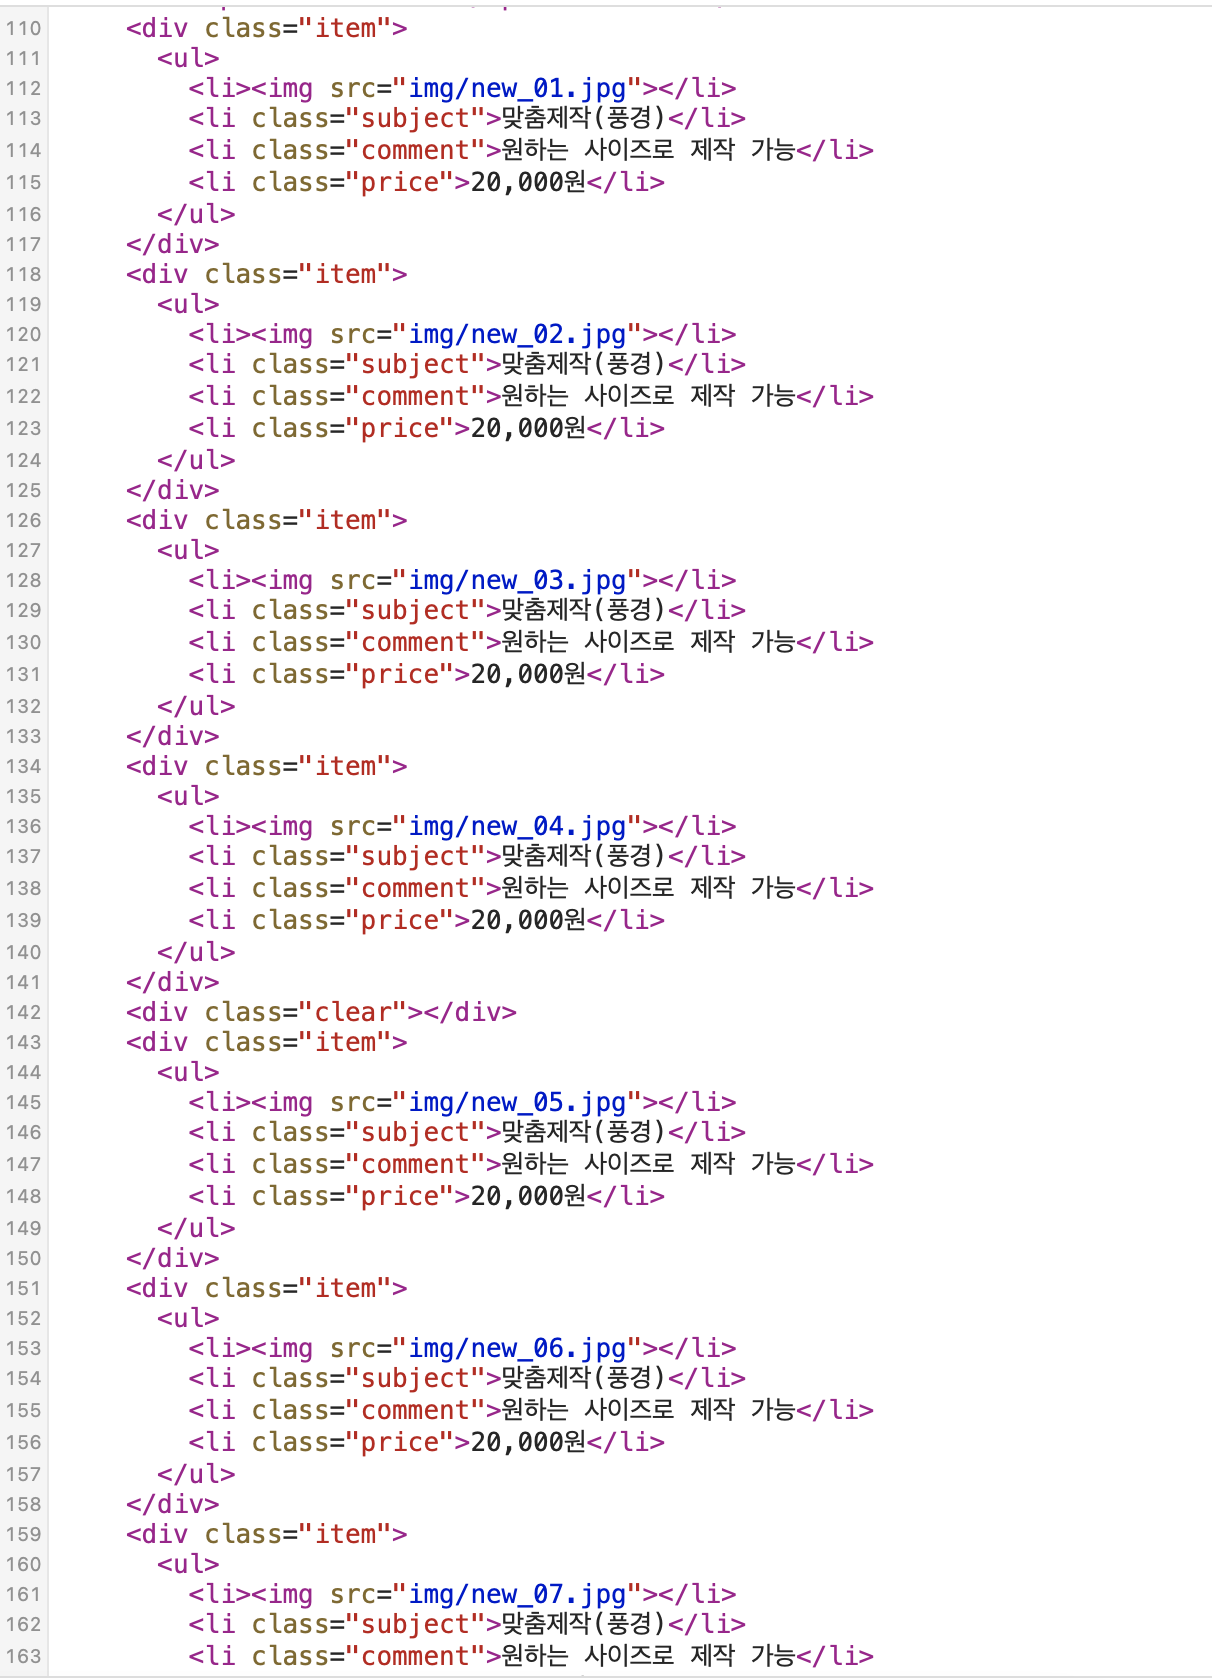 110 <div class="item">
111 <ul>
112 <li><img src="img/new_01.jpg"></li>
113 <li class="subject">맞춤제작(풍경)</li>
114 <li class="comment">원하는 사이즈로 제작 가능</li>
115 <li class="price">20,000원</li>
116 </ul>
117 </div>
118 <div class="item">
119 <ul>
120 <li><img src="img/new_02.jpg"></li>
121 <li class="subject">맞춤제작(풍경)</li>
122 <li class="comment">원하는 사이즈로 제작 가능</li>
123 <li class="price">20,000원</li>
124 </ul>
125 </div>
126 <div class="item">
127 <ul>
128 <li><img src="img/new_03.jpg"></li>
129 <li class="subject">맞춤제작(풍경)</li>
130 <li class="comment">원하는 사이즈로 제작 가능</li>
131 <li class="price">20,000원</li>
132 </ul>
133 </div>
134 <div class="item">
135 <ul>
136 <li><img src="img/new_04.jpg"></li>
137 <li class="subject">맞춤제작(풍경)</li>
138 <li class="comment">원하는 사이즈로 제작 가능</li>
139 <li class="price">20,000원</li>
140 </ul>
141 </div>
142 <div class="clear"></div>
143 <div class="item">
144 <ul>
145 <li><img src="img/new_05.jpg"></li>
146 <li class="subject">맞춤제작(풍경)</li>
147 <li class="comment">원하는 사이즈로 제작 가능</li>
148 <li class="price">20,000원</li>
149 </ul>
150 </div>
151 <div class="item">
152 <ul>
153 <li><img src="img/new_06.jpg"></li>
154 <li class="subject">맞춤제작(풍경)</li>
155 <li class="comment">원하는 사이즈로 제작 가능</li>
156 <li class="price">20,000원</li>
157 </ul>
158 </div>
159 <div class="item">
160 <ul>
161 <li><img src="img/new_07.jpg"></li>
162 <li class="subject">맞춤제작(풍경)</li>
163 <li class="comment">원하는 사이즈로 제작 가능</li>